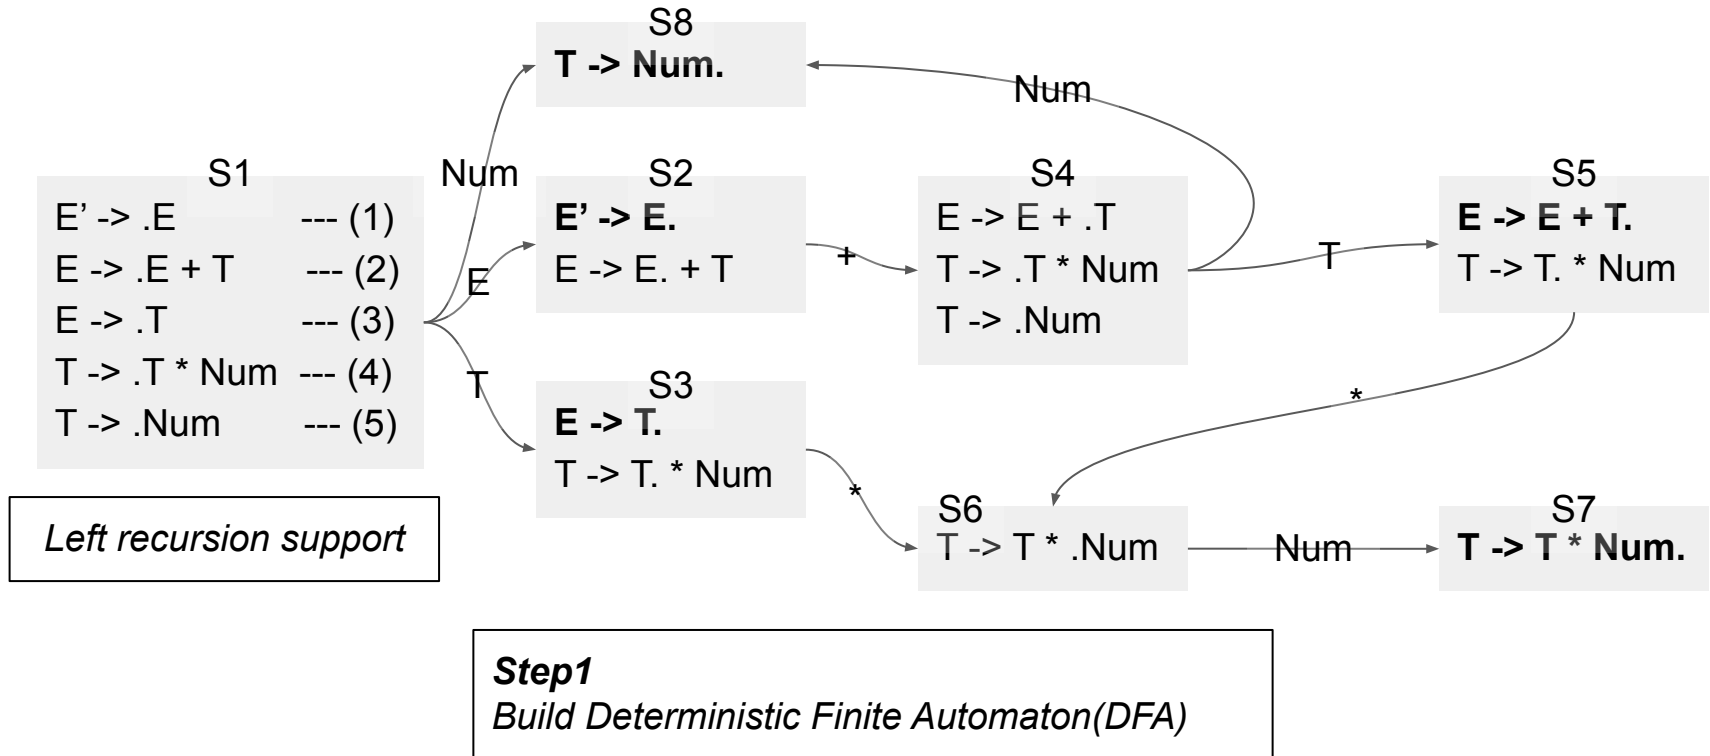 S8
T -> Num.
Num
Num
S1
E’ -> .E --- (1)
E -> .E + T --- (2)
E -> .T --- (3)
T -> .T * Num --- (4)
T -> .Num --- (5)
E
T
S2
E’ -> E.
E -> E. + T
+
S4
E -> E + .T
T -> .T * Num
T -> .Num
T
S5
E -> E + T.
T -> T. * Num
*
S3
E -> T.
T -> T. * Num
*
S6
T -> T * .Num
Num
S7
T -> T * Num.
Left recursion support
Step1
Build Deterministic Finite Automaton(DFA)